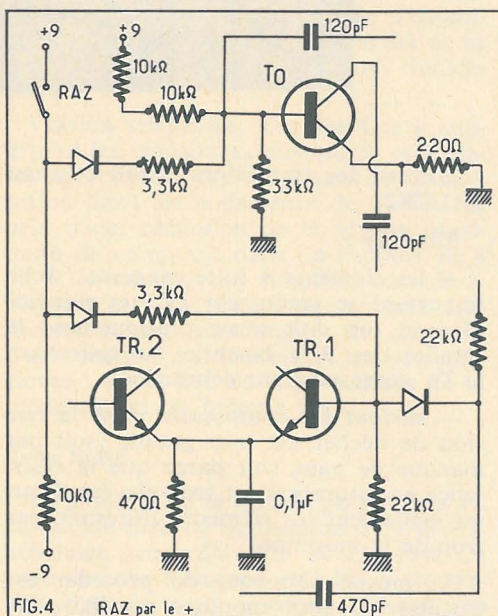 +9
+9
120pF
10kΩ
RAZ
10kΩ
T0
3,3kΩ
33kΩ
220Ω
120pF
3,3kΩ
22kΩ
TR.2
TR.1
10kΩ
470Ω
0,1µF
22kΩ
-9
470pF
FIG.4 RAZ par le +